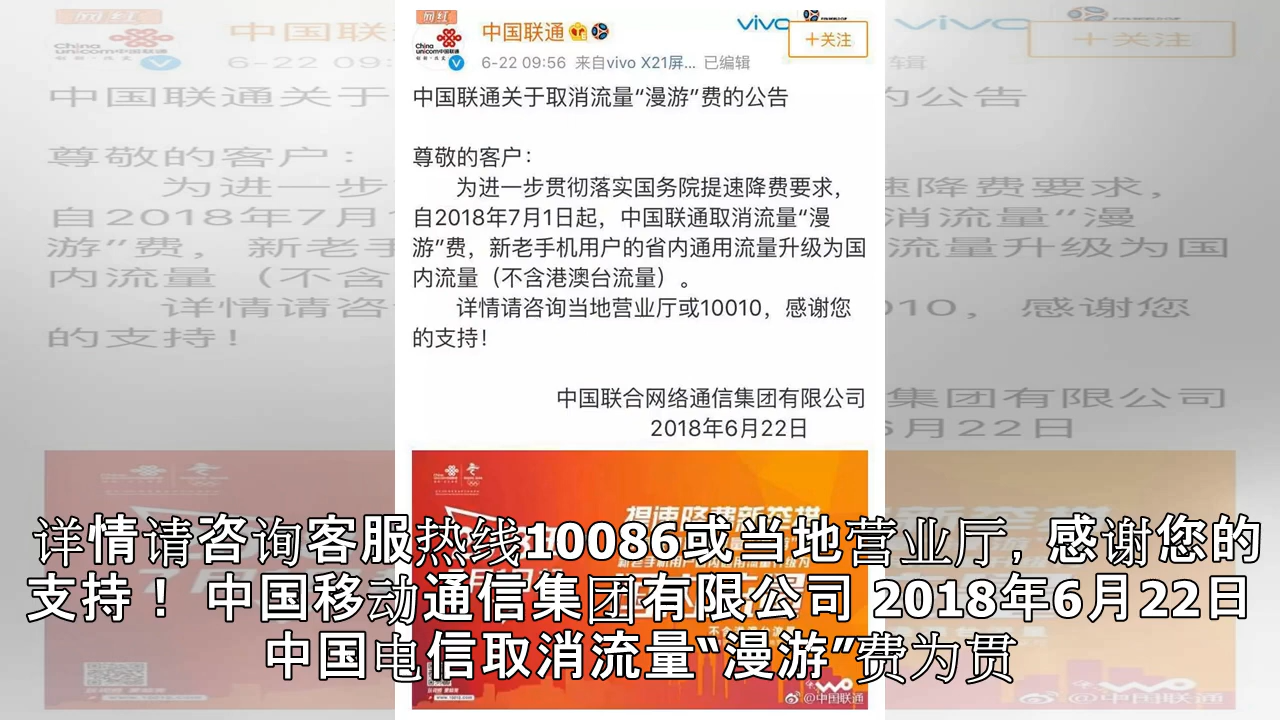 中国联通
vivo
＋关注
6-22 09:56 来自vivo X21屏... 已编辑
中国联通关于取消流量“漫游”费的公告
尊敬的客户：
为进一步贯彻落实国务院提速降费要求，
自2018年7月1日起，中国联通取消流量“漫
游”费，新老手机用户的省内通用流量升级为国
内流量（不含港澳台流量）。
详情请咨询当地营业厅或10010，感谢您
的支持！
中国联合网络通信集团有限公司
2018年6月22日
提速降费新举措
详情请咨询客服热线10086或当地营业厅, 感谢您的
支持！ 中国移动通信集团有限公司 2018年6月22日
中国电信取消流量“漫游”费为贯
@中国联通